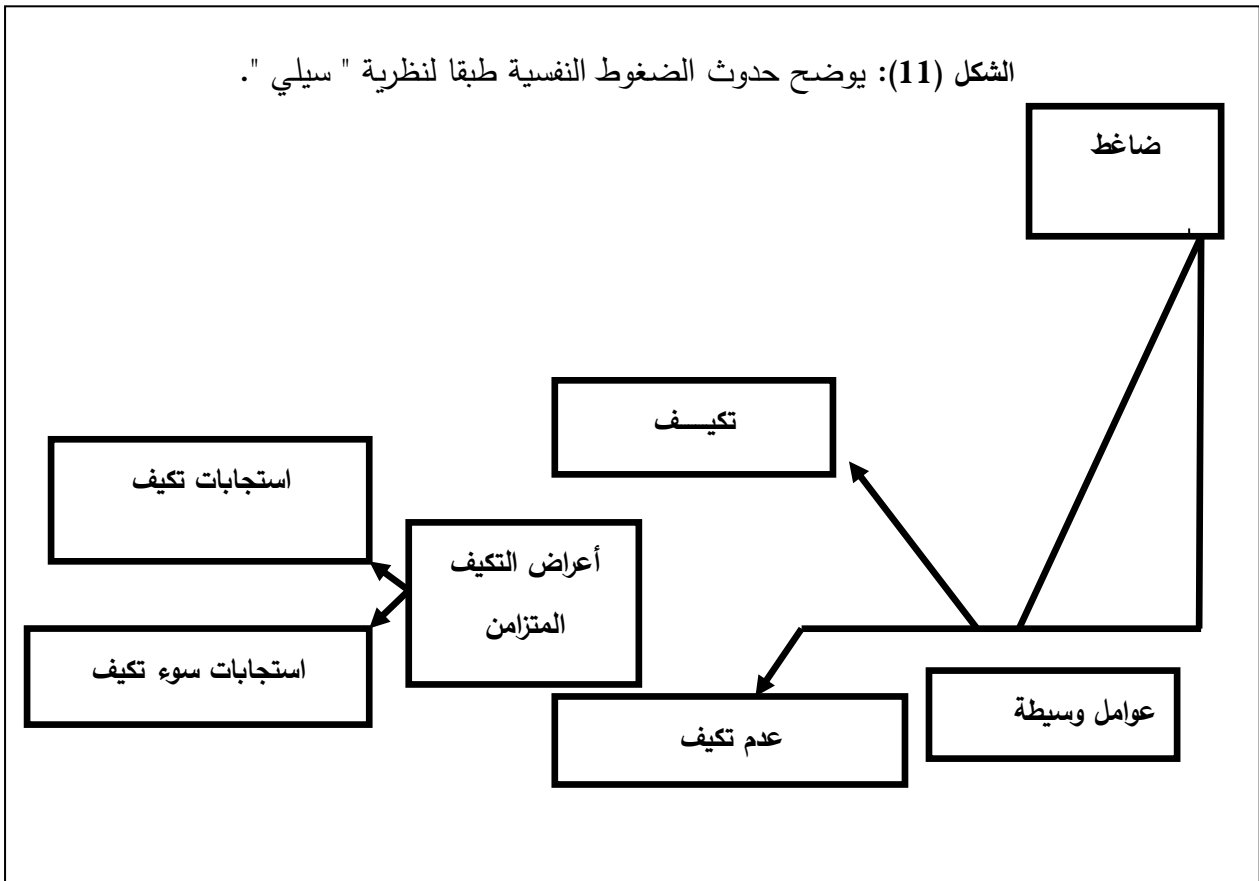 الشكل (11): يوضح حدوث الضغوط النفسية طبقا لنظرية " سيلي ".
ضاغط
تكيــــف
استجابات تكيف
أعراض التكيف
المتزامن
استجابات سوء تكيف
عوامل وسيطة
عدم تكيف